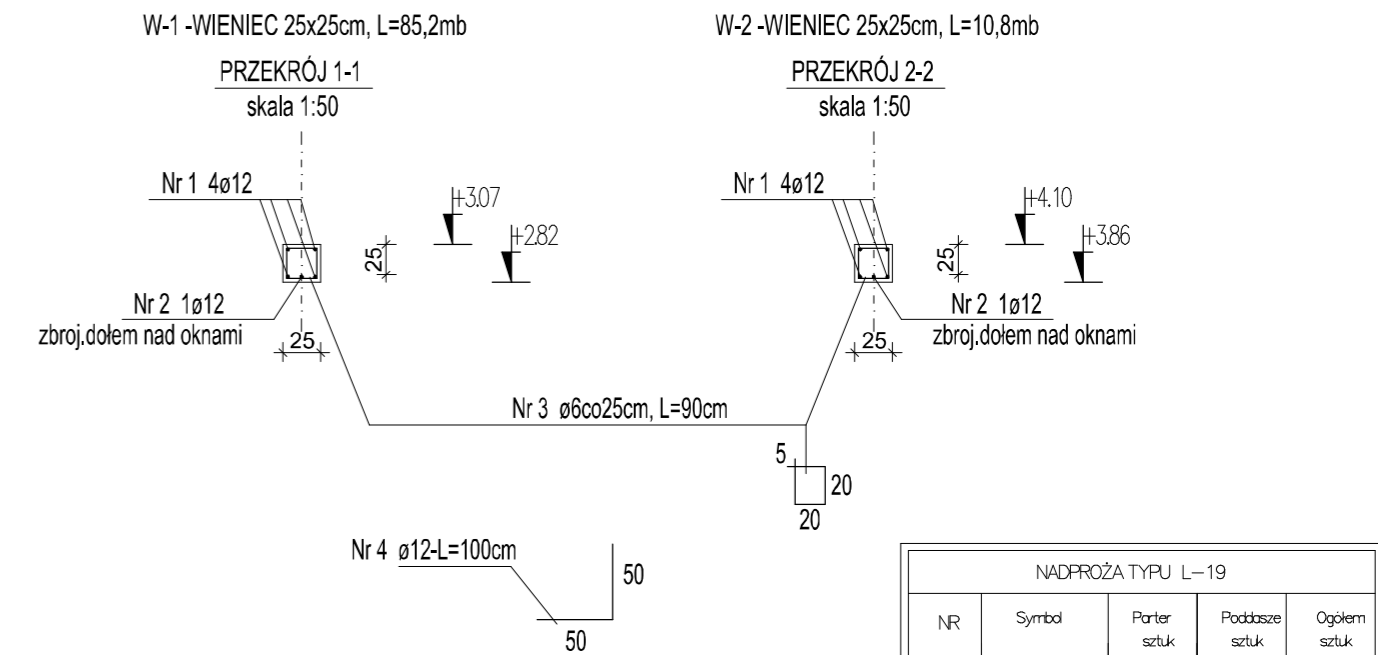 W-1 -WIENIEC 25x25cm, L=85,2mb
PRZEKRÓJ 1-1
skala 1:50
Nr 1 4ø12
+3.07
+2.82
25
Nr 2 1ø12
zbroj.dołem nad oknami
25
W-2 -WIENIEC 25x25cm, L=10,8mb
PRZEKRÓJ 2-2
skala 1:50
Nr 1 4ø12
+4.10
+3.86
25
Nr 2 1ø12
zbroj.dołem nad oknami
25
Nr 3 ø6co25cm, L=90cm
5
20
20
Nr 4 ø12-L=100cm
50
50
NADPROŻA TYPU L-19
NR Symbol Parter Poddasze Ogółem
sztuk sztuk sztuk